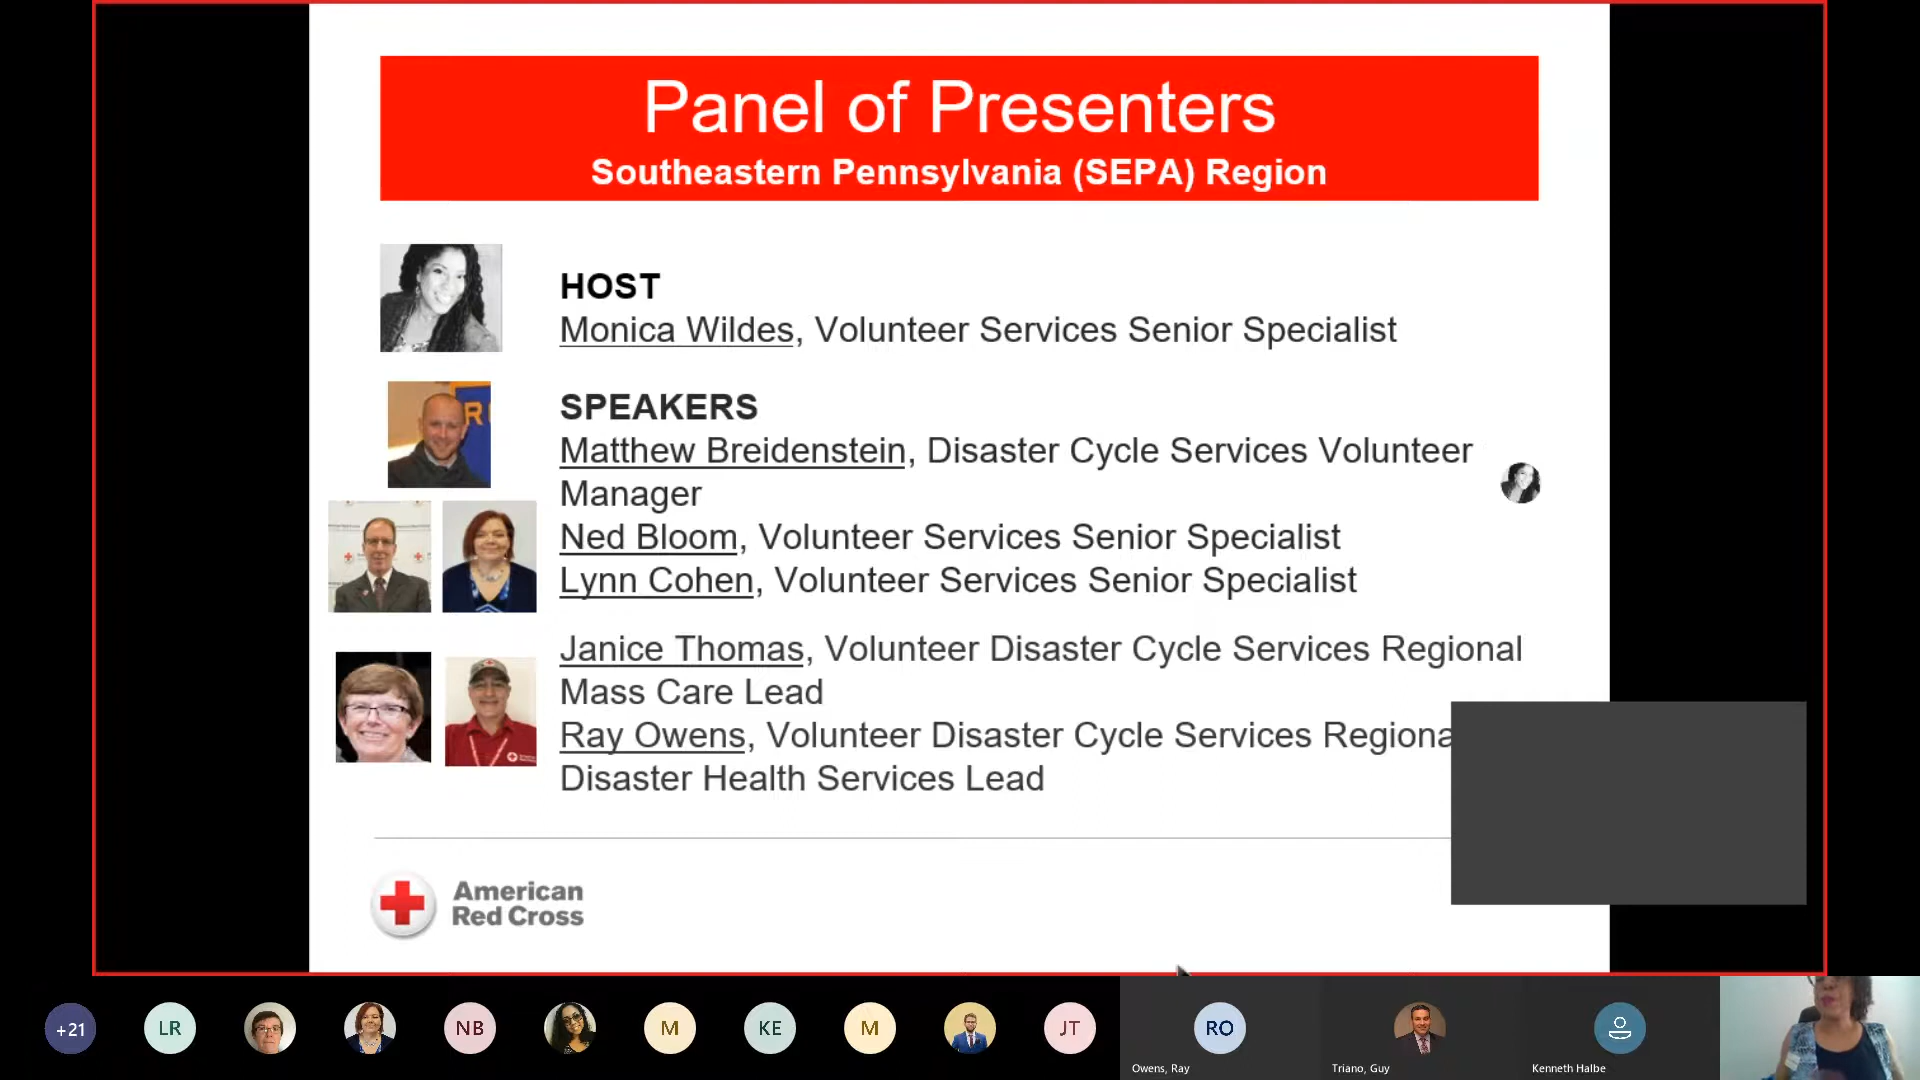 Panel of Presenters
Southeastern Pennsylvania (SEPA) Region
HOST
Monica Wildes, Volunteer Services Senior Specialist
SPEAKERS
Matthew Breidenstein, Disaster Cycle Services Volunteer
Manager
Ned Bloom, Volunteer Services Senior Specialist
Lynn Cohen, Volunteer Services Senior Specialist
Janice Thomas, Volunteer Disaster Cycle Services Regional
Mass Care Lead
Ray Owens, Volunteer Disaster Cycle Services Regiona
Disaster Health Services Lead
American
Red Cross
+21
LR
NB
M
KE
M
JT
RO
Owens, Ray
Triano, Guy
Kenneth Halbe